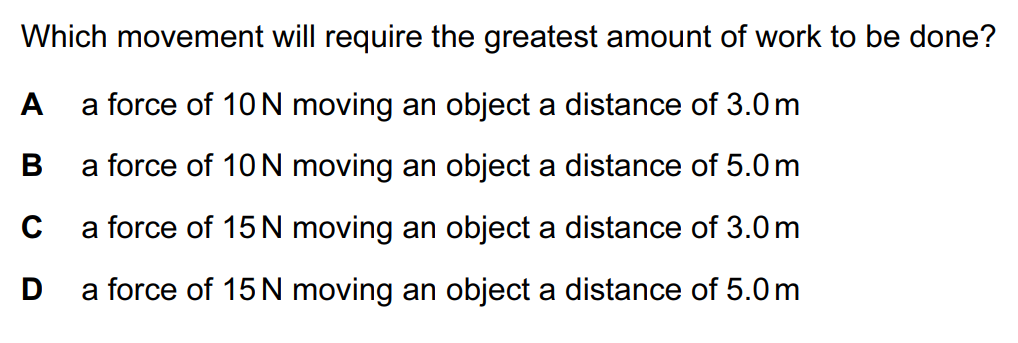 Which movement will require the greatest amount of work to be done?
A a force of 10 N moving an object a distance of 3.0 m
B a force of 10 N moving an object a distance of 5.0 m
C a force of 15 N moving an object a distance of 3.0 m
D a force of 15 N moving an object a distance of 5.0 m